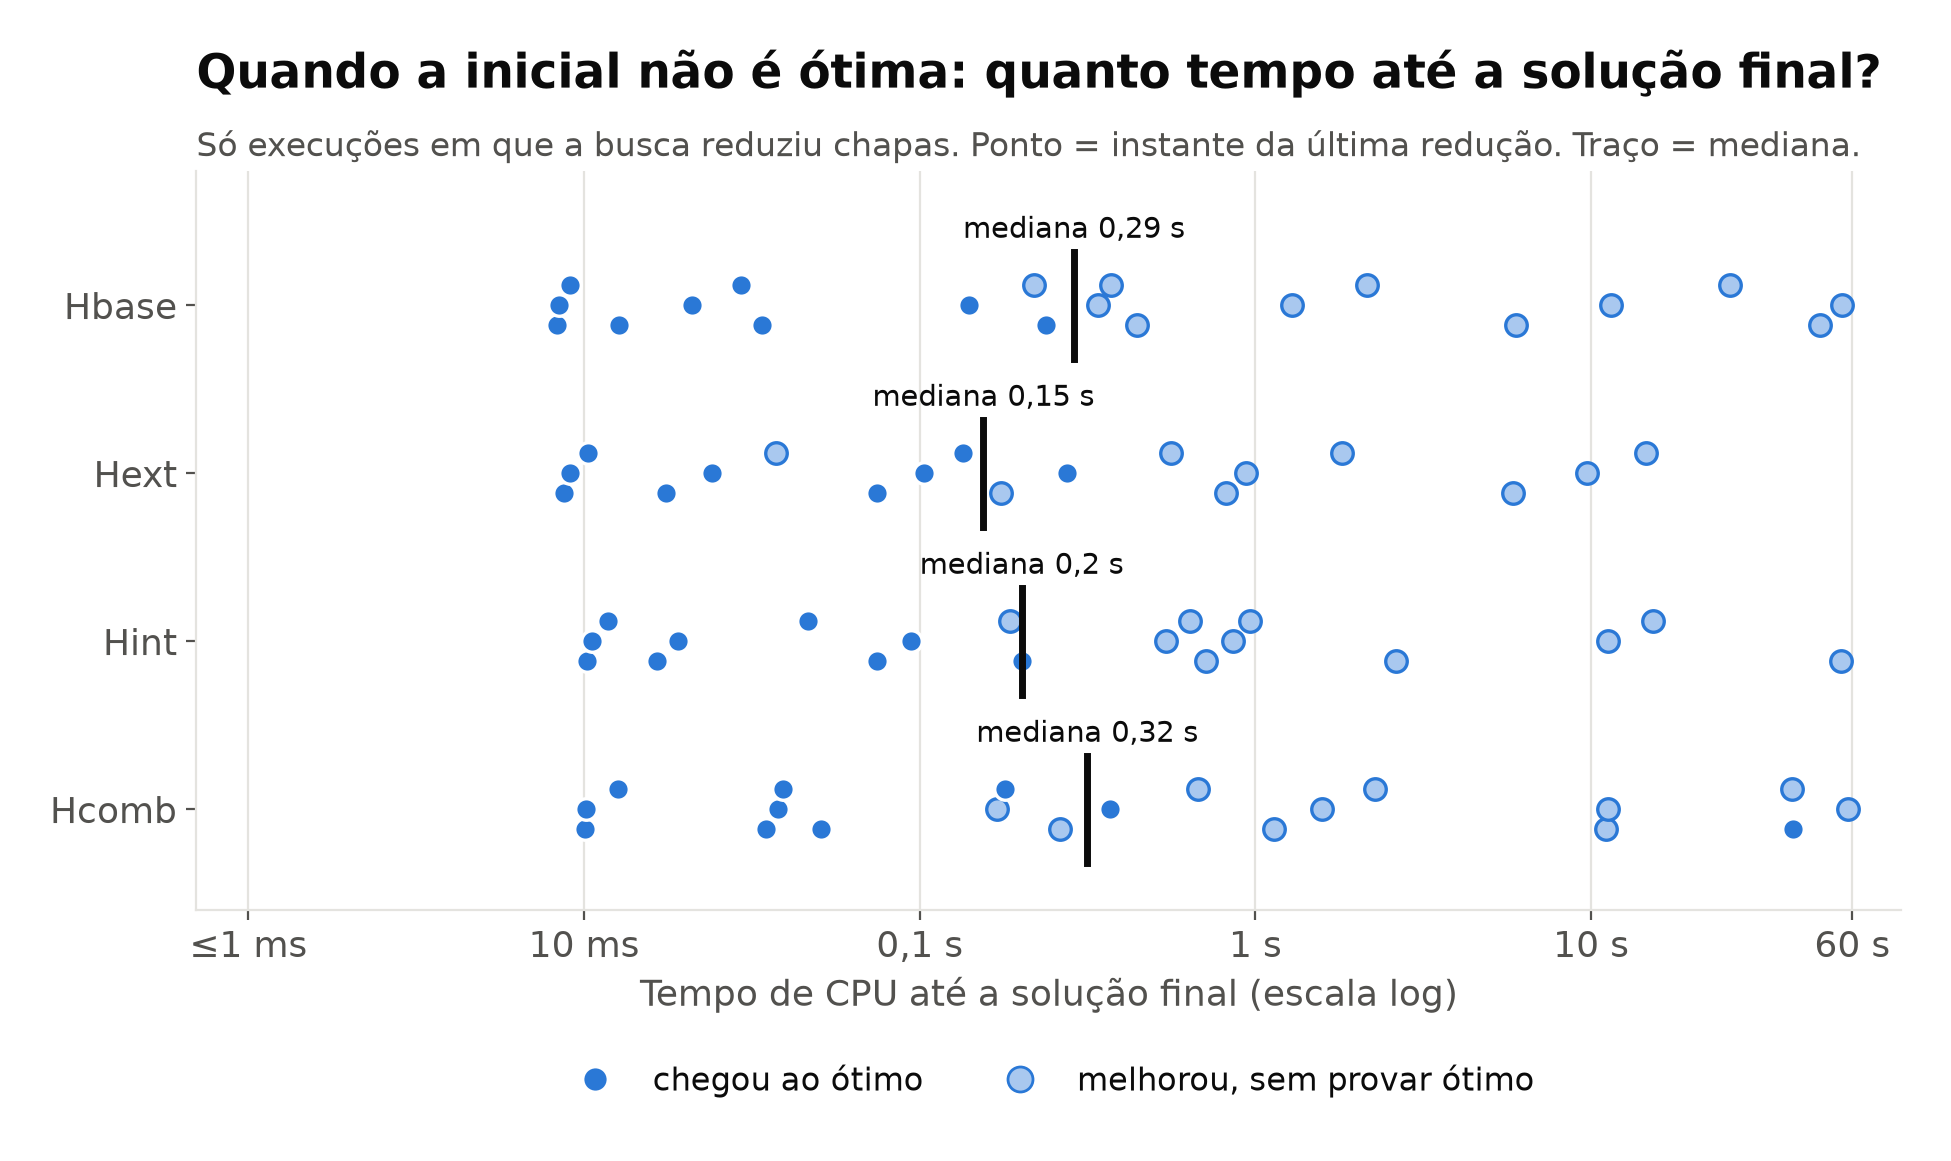 Quando a inicial não é ótima: quanto tempo até a solução final?
Só execuções em que a busca reduziu chapas. Ponto = instante da última redução. Traço = mediana.
mediana 0,29 s
Hbase
mediana 0,15 s
Hext
mediana 0,2 s
Hint
mediana 0,32 s
Hcomb
≤1 ms 10 ms 0,1 s 1 s 10 s 60 s
Tempo de CPU até a solução final (escala log)
chegou ao ótimo melhorou, sem provar ótimo